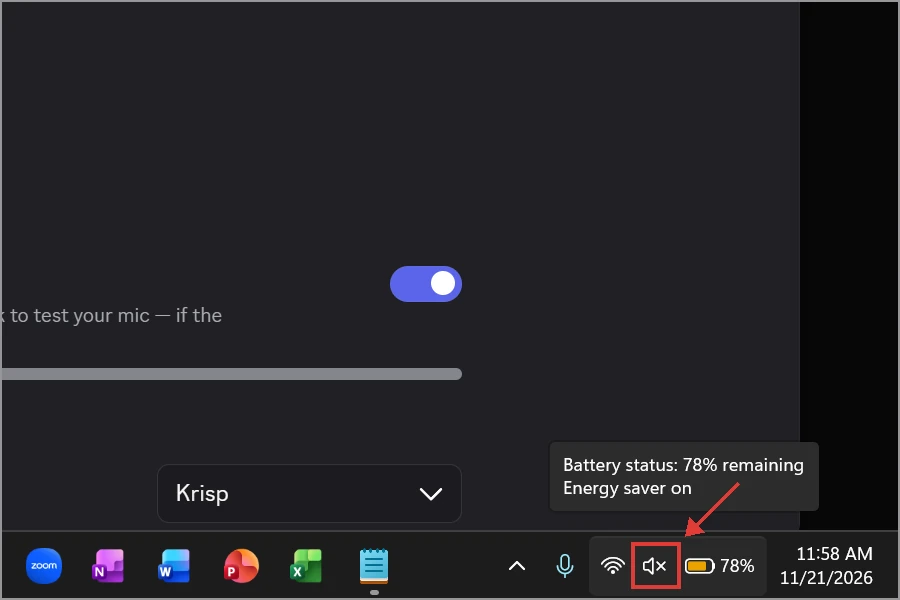 to test your mic — if the
Krisp
Battery status: 78% remaining
Energy saver on
zoom
N
W
P
X
78%
11:58 AM
11/21/2026